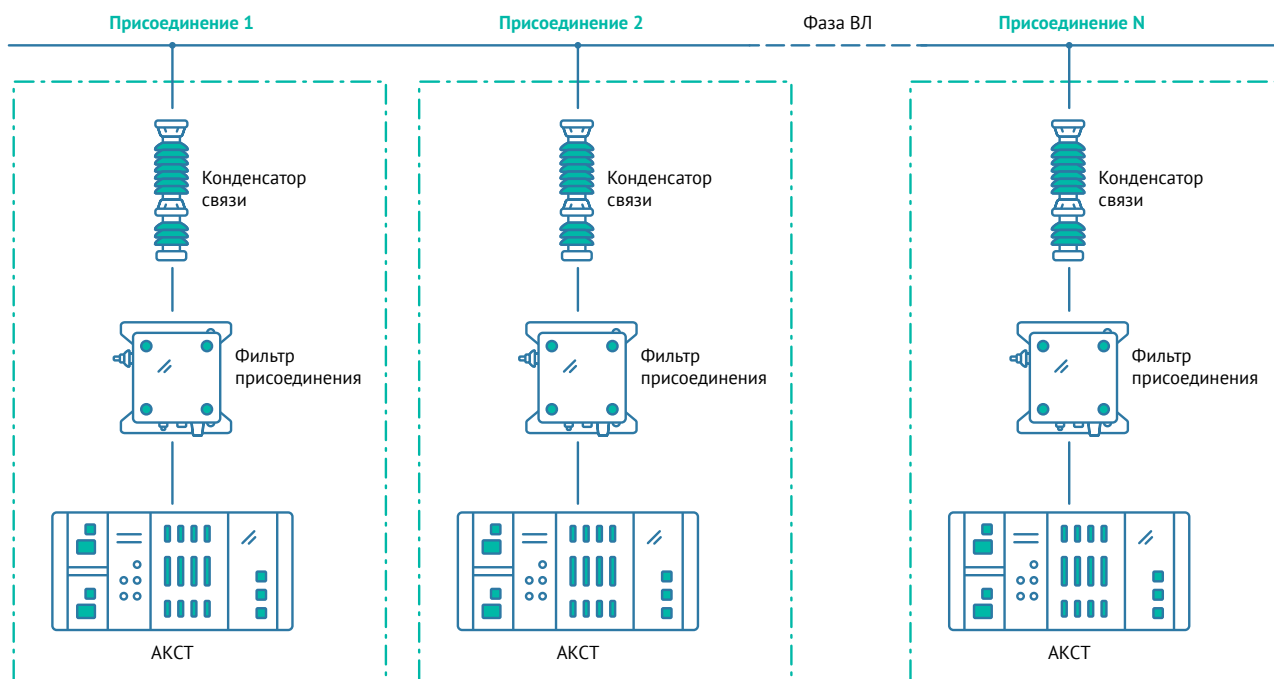 Присоединение 1
Присоединение 2
Фаза ВЛ
Присоединение N
Конденсатор
связи
Конденсатор
связи
Конденсатор
связи
Фильтр
присоединения
Фильтр
присоединения
Фильтр
присоединения
АКСТ
АКСТ
АКСТ